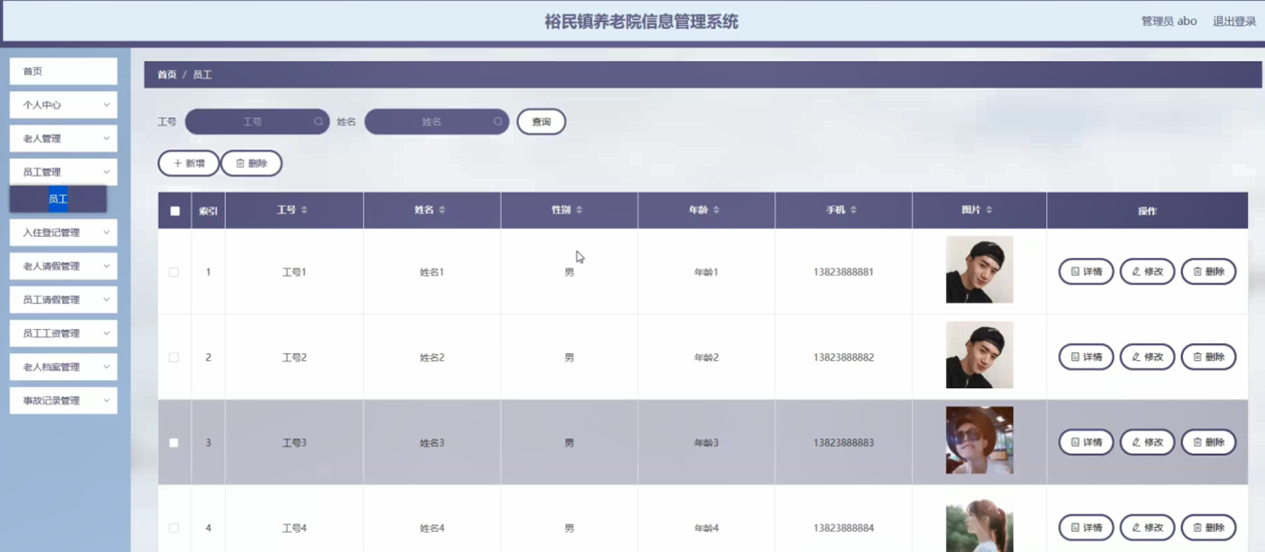 裕民镇养老院信息管理系统
管理员 abo 退出登录
首页
个人中心
老人管理
员工管理
员工
入住登记管理
老人请假管理
员工请假管理
员工工资管理
老人档案管理
事故记录管理
首页 / 员工
工号 工号 姓名 姓名 查询
+ 新增 删除
索引 工号 姓名 性别 年龄 手机 图片 操作
1 工号1 姓名1 男 年龄1 13823888881 详情 修改 删除
2 工号2 姓名2 男 年龄2 13823888882 详情 修改 删除
3 工号3 姓名3 男 年龄3 13823888883 详情 修改 删除
4 工号4 姓名4 男 年龄4 13823888884 详情 修改 删除